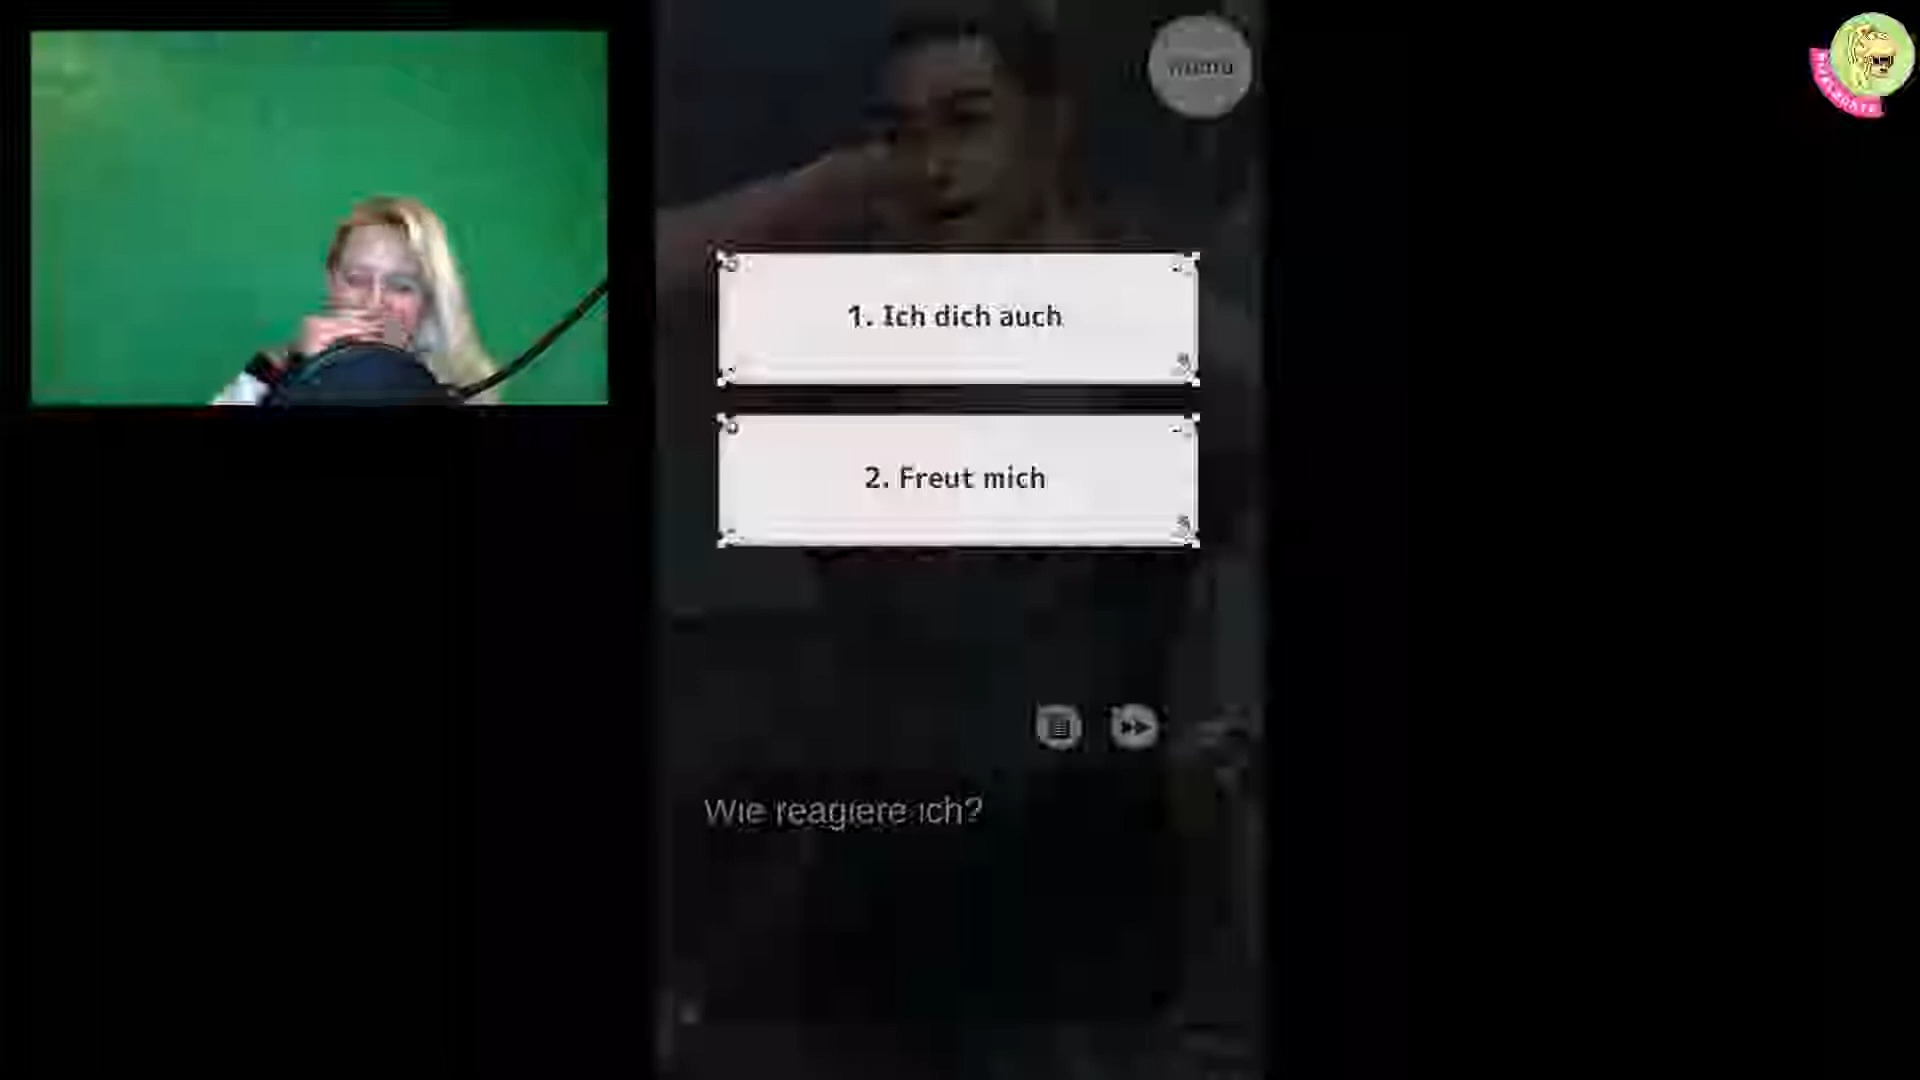 1. Ich dich auch
2. Freut mich
Wie reagiere ich?